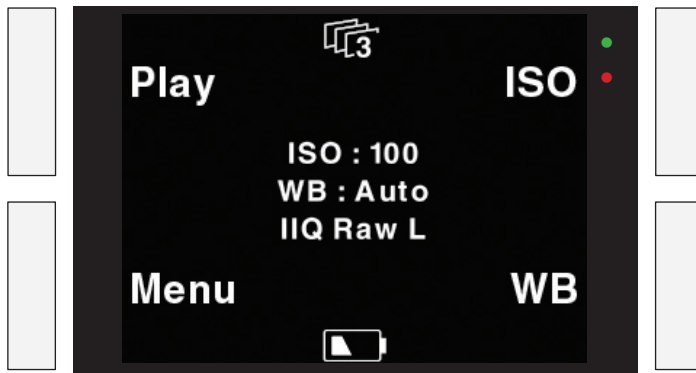 3
Play
ISO
ISO : 100
WB : Auto
IIQ Raw L
Menu
WB